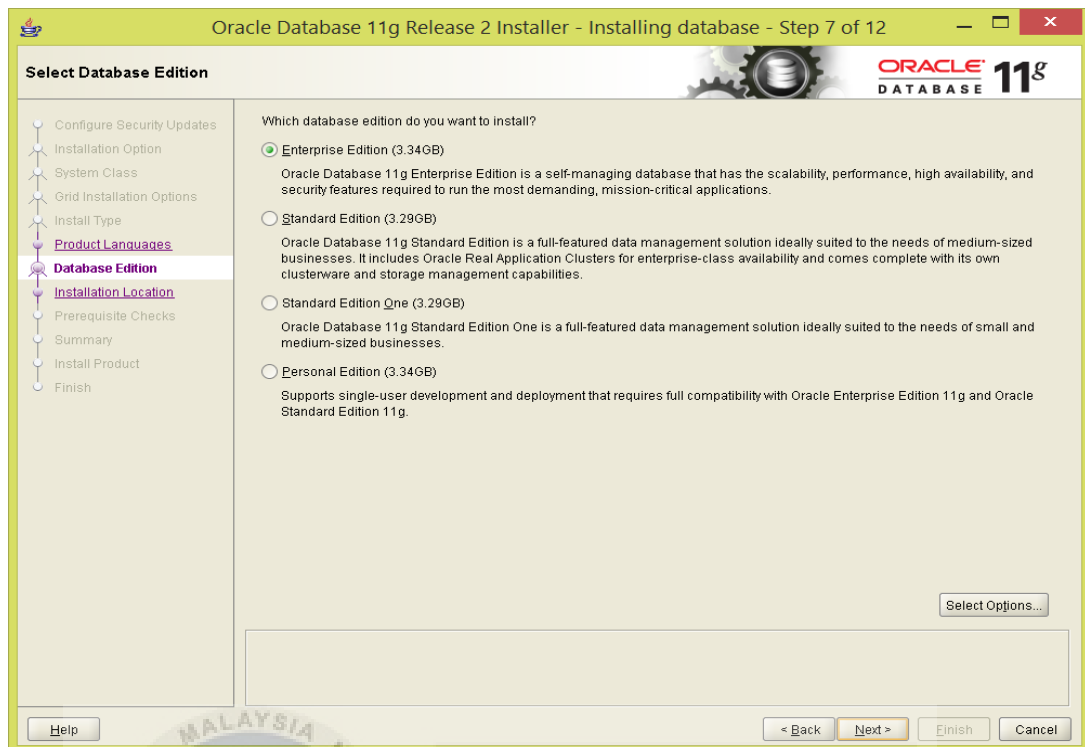 Oracle Database 11g Release 2 Installer - Installing database - Step 7 of 12
Select Database Edition
ORACLE
DATABASE 11g
Configure Security Updates
Installation Option
System Class
Grid Installation Options
Install Type
Product Languages
Database Edition
Installation Location
Prerequisite Checks
Summary
Install Product
Finish
Which database edition do you want to install?
Enterprise Edition (3.34GB)
Oracle Database 11g Enterprise Edition is a self-managing database that has the scalability, performance, high availability, and
security features required to run the most demanding, mission-critical applications.
Standard Edition (3.29GB)
Oracle Database 11g Standard Edition is a full-featured data management solution ideally suited to the needs of medium-sized
businesses. It includes Oracle Real Application Clusters for enterprise-class availability and comes complete with its own
clusterware and storage management capabilities.
Standard Edition One (3.29GB)
Oracle Database 11g Standard Edition One is a full-featured data management solution ideally suited to the needs of small and
medium-sized businesses.
Personal Edition (3.34GB)
Supports single-user development and deployment that requires full compatibility with Oracle Enterprise Edition 11g and Oracle
Standard Edition 11g.
Select Options...
Help
MALAYSIA
< Back
Next >
Finish
Cancel